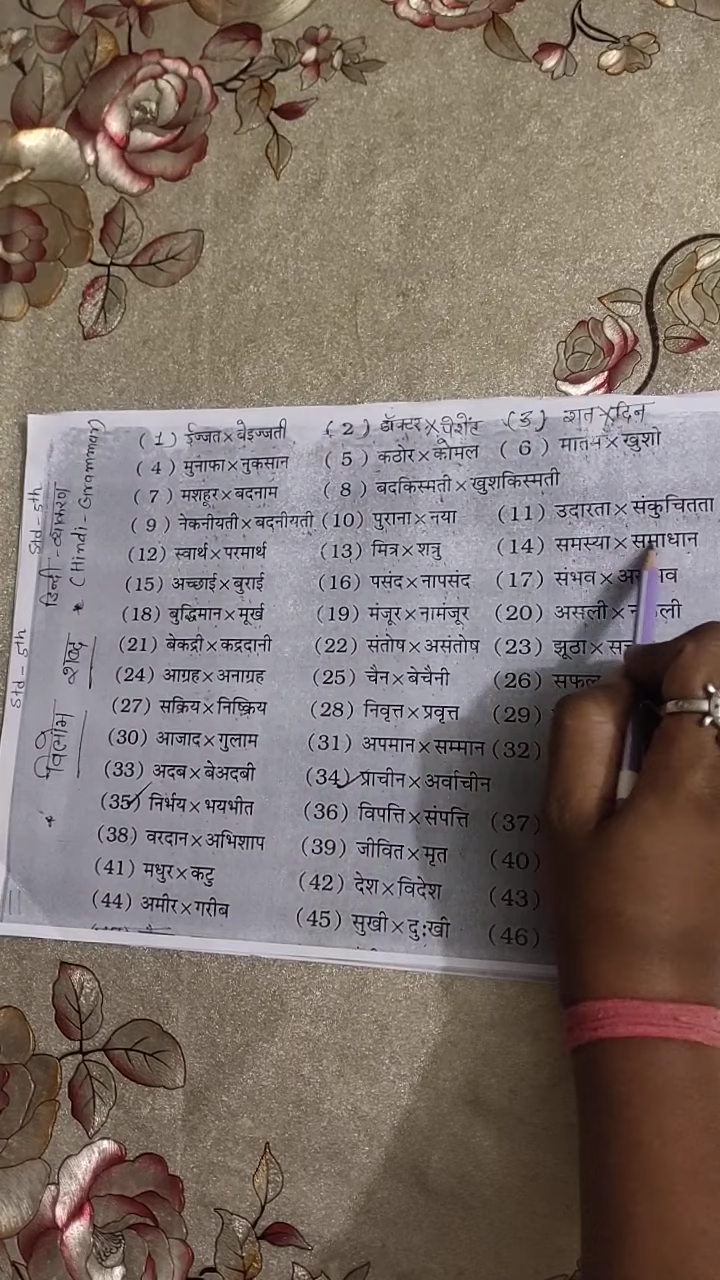 Std - 5th
Std - 5th
हिन्दी - व्याकरण
* (Hindi - Grammar)
* विलोम शब्द
(1) ईज्जत × बेइज्जती (2) डॉक्टर × पेशेंट (3) रात × दिन
(4) मुनाफा × नुकसान (5) कठोर × कोमल (6) मातम × खुशी
(7) मशहूर × बदनाम (8) बदकिस्मती × खुशकिस्मती
(9) नेकनीयती × बदनीयती (10) पुराना × नया (11) उदारता × संकुचितता
(12) स्वार्थ × परमार्थ (13) मित्र × शत्रु (14) समस्या × समाधान
(15) अच्छाई × बुराई (16) पसंद × नापसंद (17) संभव ×
(18) बुद्धिमान × मूर्ख (19) मंजूर × नामंजूर (20) असली ×
(21) बेकद्री × कद्रदानी (22) संतोष × असंतोष (23) झूठा ×
(24) आग्रह × अनाग्रह (25) चैन × बेचैनी (26) सफल
(27) सक्रिय × निष्क्रिय (28) निवृत्त × प्रवृत्त (29)
(30) आजाद × गुलाम (31) अपमान × सम्मान (32)
(33) अदब × बेअदबी (34) प्राचीन × अर्वाचीन
(35) निर्भय × भयभीत (36) विपत्ति × संपत्ति (37)
(38) वरदान × अभिशाप (39) जीवित × मृत (40)
(41) मधुर × कटु (42) देश × विदेश (43)
(44) अमीर × गरीब (45) सुखी × दुःखी (46)